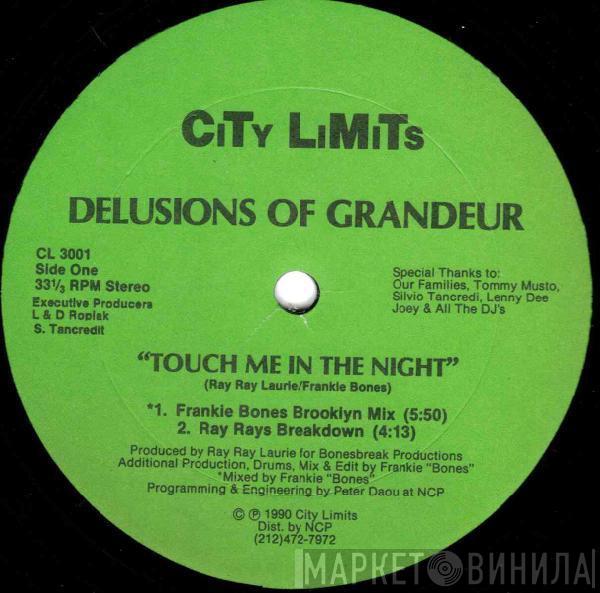 CiTy LiMiTs
DELUSIONS OF GRANDEUR
CL 3001
Side One
33⅓ RPM Stereo
Executive Producers
L & D Ropiak
S. Tancredit
Special Thanks to:
Our Families, Tommy Musto,
Silvio Tancredi, Lenny Dee
Joey & All The DJ's
"TOUCH ME IN THE NIGHT"
(Ray Ray Laurie/Frankie Bones)
*1. Frankie Bones Brooklyn Mix (5:50)
2. Ray Rays Breakdown (4:13)
Produced by Ray Ray Laurie for Bonesbreak Productions
Additional Production, Drums, Mix & Edit by Frankie "Bones"
*Mixed by Frankie "Bones"
Programming & Engineering by Peter Daou at NCP
© ℗ 1990 City Limits
Dist. by NCP
(212)472-7972
МАРКЕТ ВИНИЛА